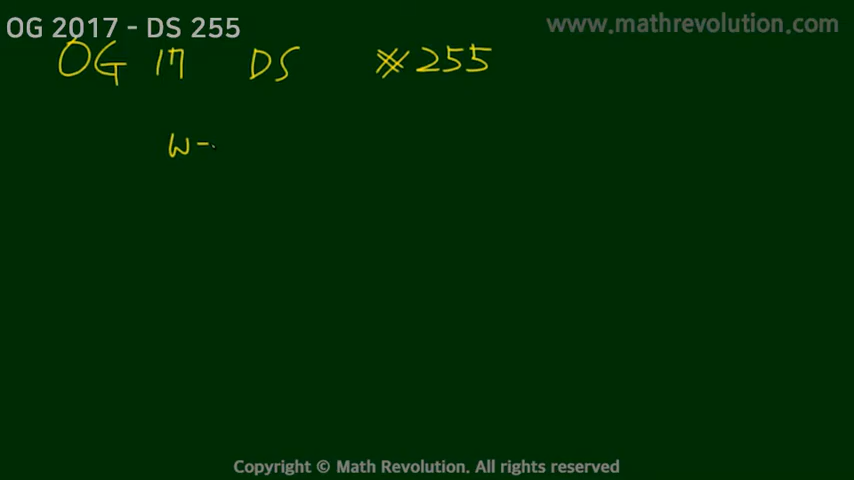 OG 2017 - DS 255
www.mathrevolution.com
OG 17 DS ※255
W-
Copyright © Math Revolution. All rights reserved